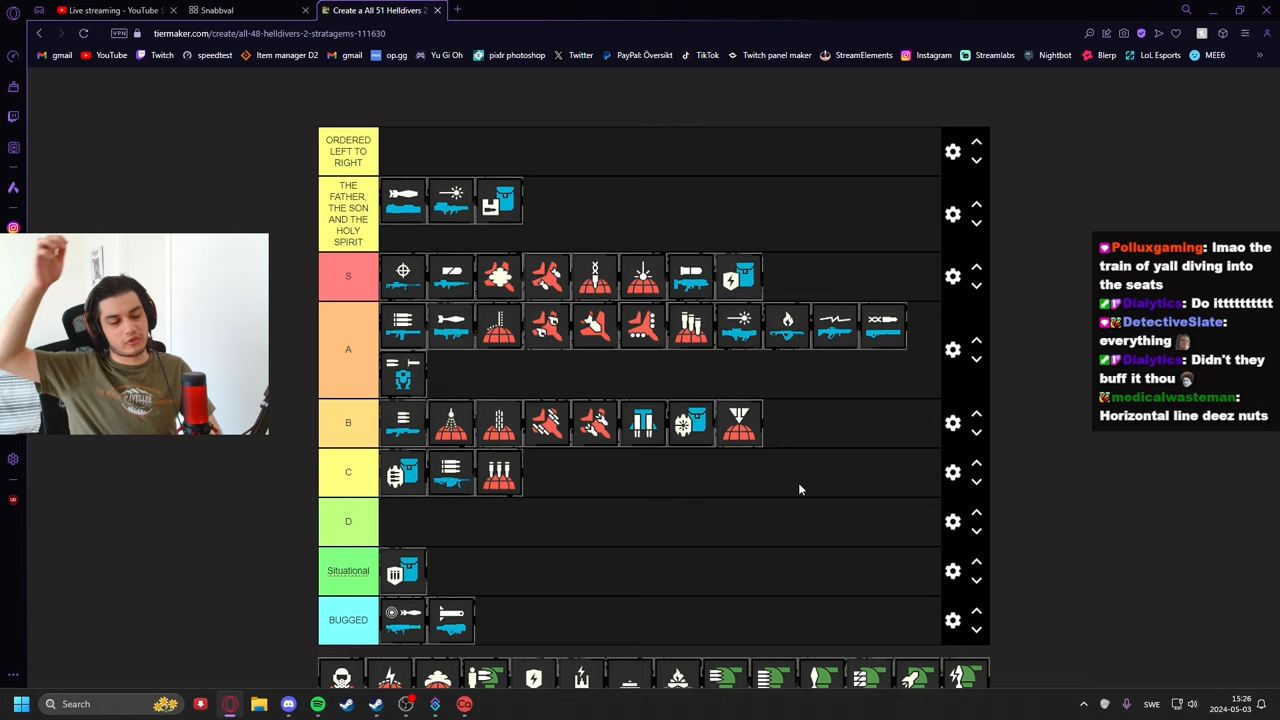 Live streaming - YouTube S
Snabbval
Create a All 51 Helldivers 2
VPN
tiermaker.com/create/all-48-helldivers-2-stratagems-111630
gmail
YouTube
Twitch
speedtest
Item manager D2
gmail
op.gg
Yu Gi Oh
pixlr photoshop
Twitter
PayPal: Översikt
TikTok
Twitch panel maker
StreamElements
Instagram
Streamlabs
Nightbot
Blerp
LoL Esports
MEE6
ORDERED
LEFT TO
RIGHT
THE
FATHER,
THE SON
AND THE
HOLY
SPIRIT
S
A
B
C
D
Situational
BUGGED
Polluxgaming: lmao the
train of yall diving into
the seats
Dialytics: Do itttttttttt
DetectiveSlate:
everything
Dialytics: Didn't they
buff it thou
medicalwasteman:
Horizontal line deez nuts
Search
SWE
15:26
2024-05-03